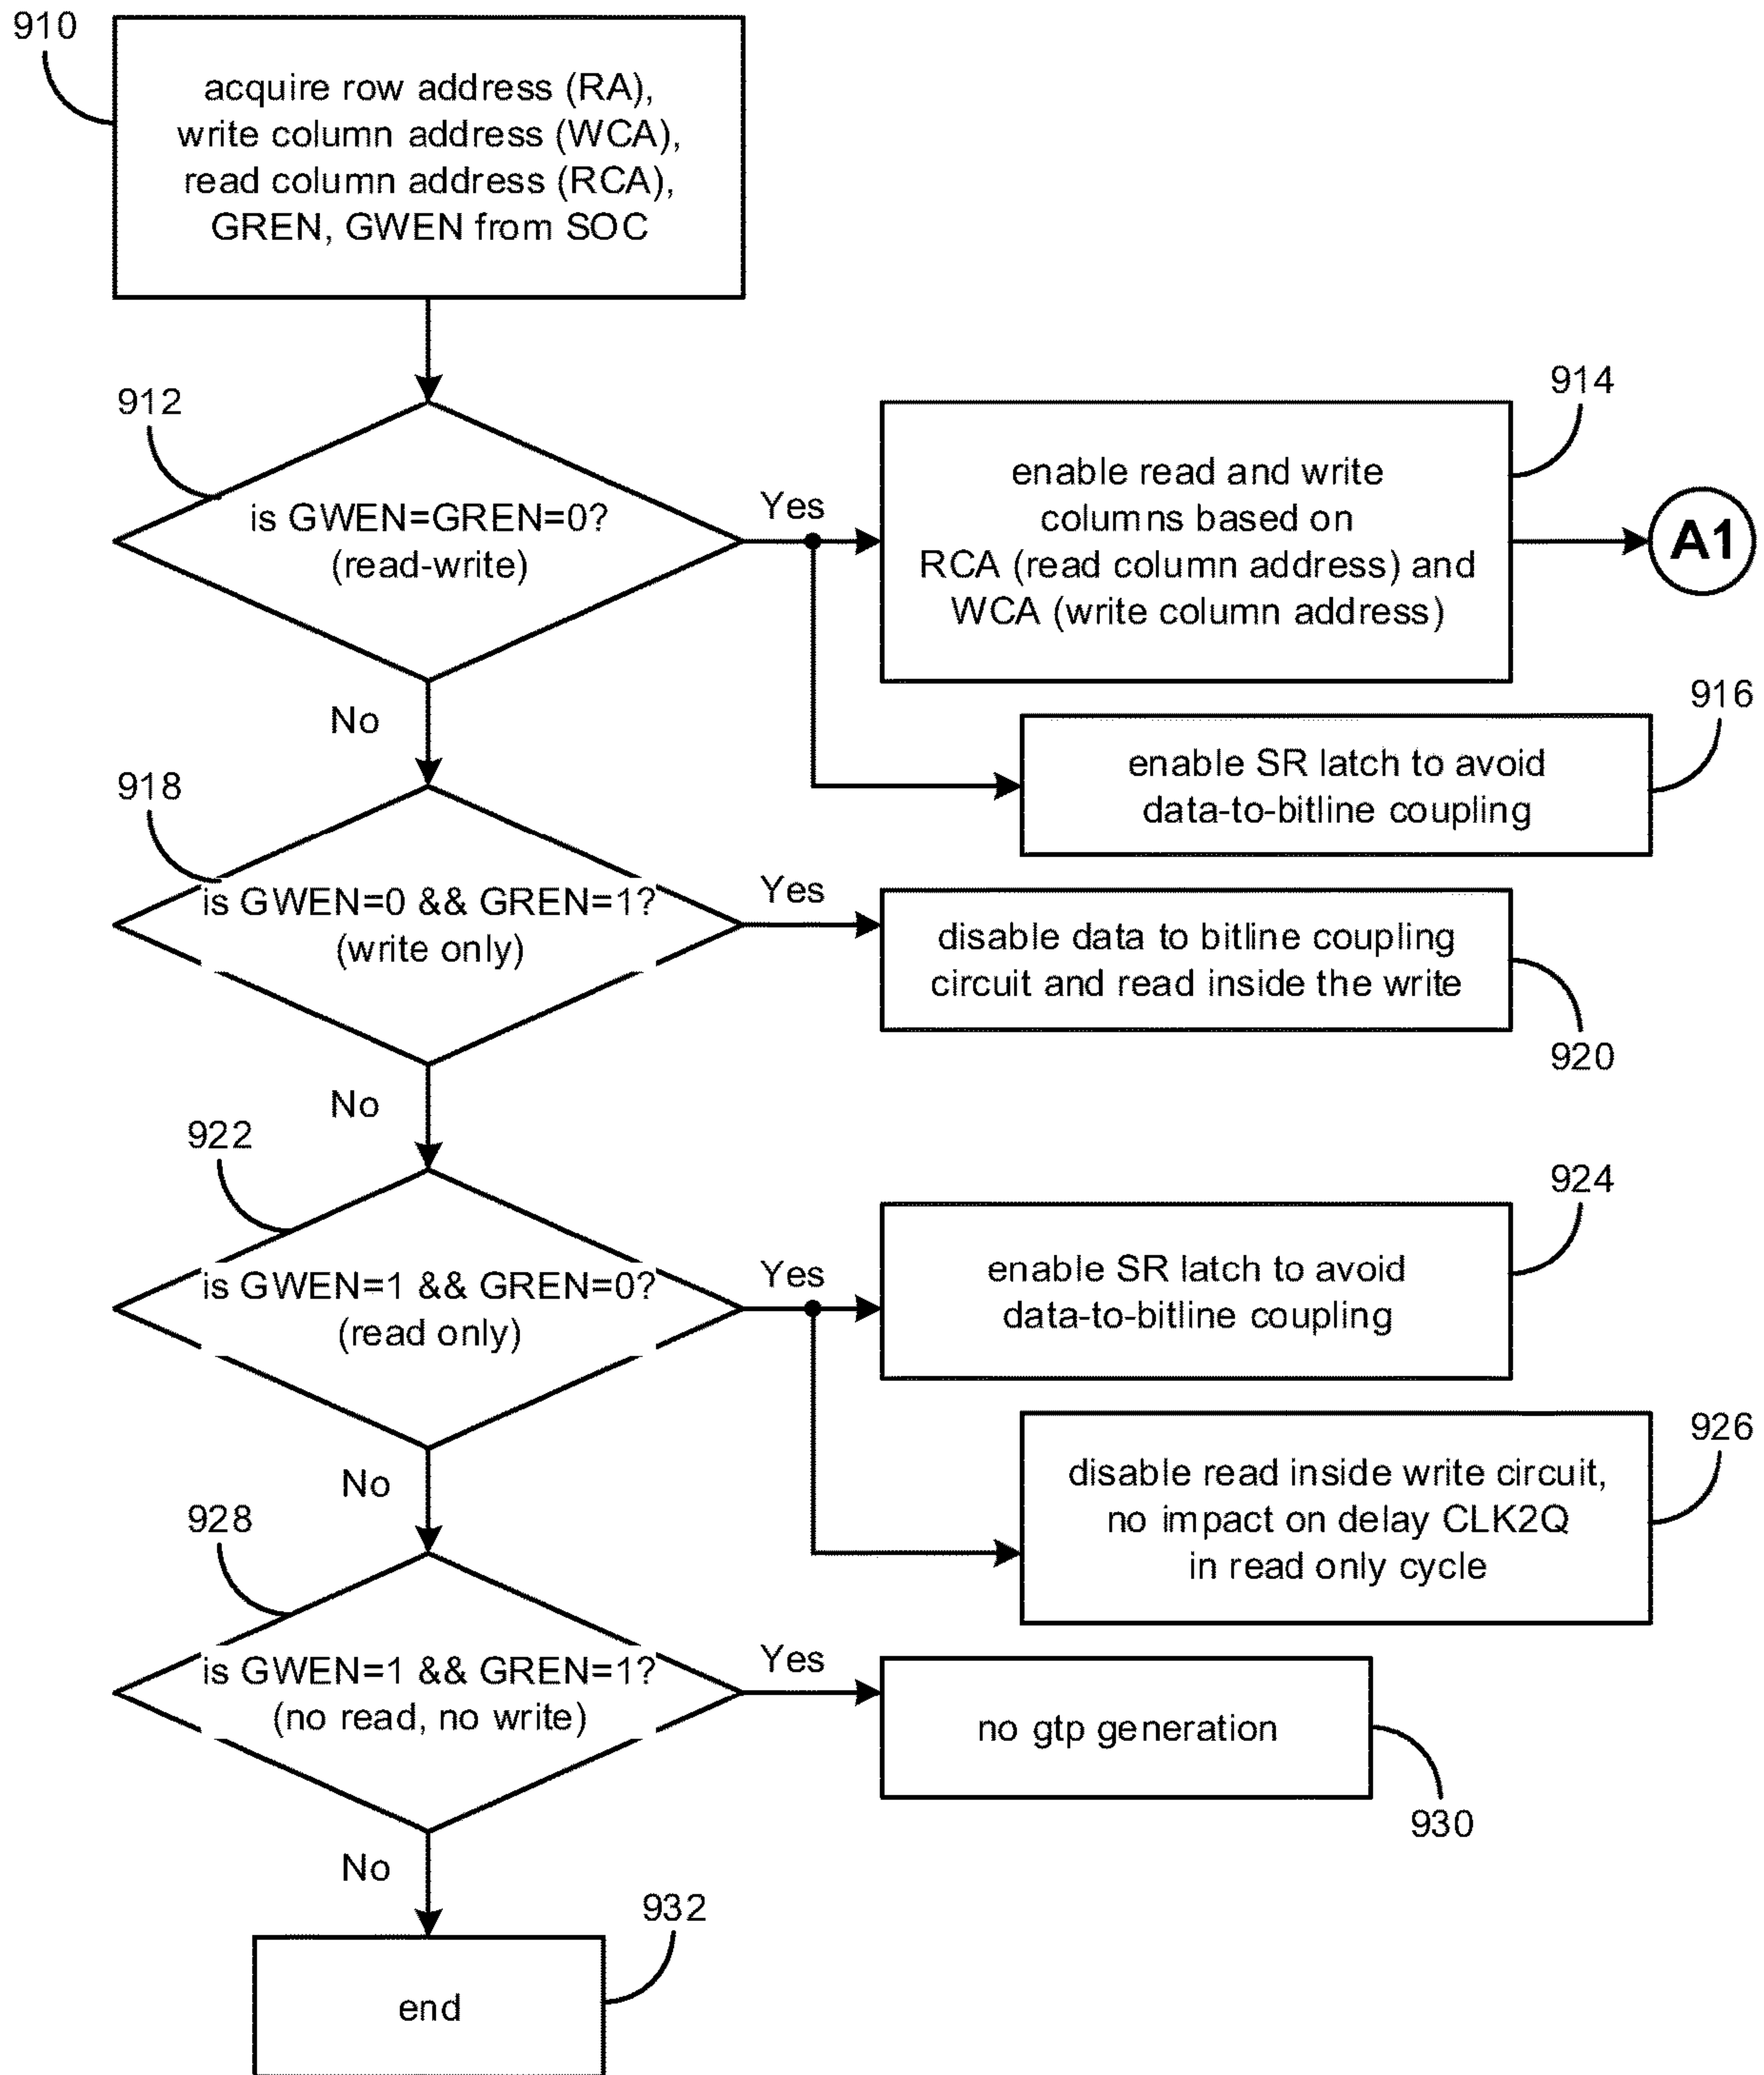 910
acquire row address (RA),
write column address (WCA),
read column address (RCA),
GREN, GWEN from SOC
912
is GWEN=GREN=0?
(read-write)
Yes
914
enable read and write
columns based on
RCA (read column address) and
WCA (write column address)
A1
No
916
enable SR latch to avoid
data-to-bitline coupling
918
is GWEN=0 && GREN=1?
(write only)
Yes
disable data to bitline coupling
circuit and read inside the write
920
No
922
is GWEN=1 && GREN=0?
(read only)
Yes
924
enable SR latch to avoid
data-to-bitline coupling
926
disable read inside write circuit,
no impact on delay CLK2Q
in read only cycle
No
928
is GWEN=1 && GREN=1?
(no read, no write)
Yes
no gtp generation
930
No
932
end